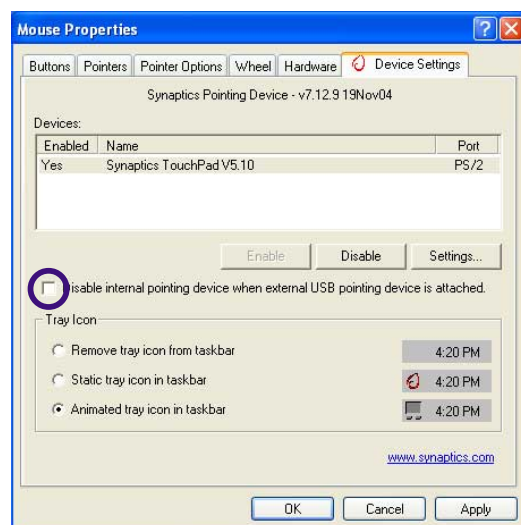 Mouse Properties
Buttons Pointers Pointer Options Wheel Hardware Device Settings
Synaptics Pointing Device - v7.12.9 19Nov04
Devices:
Enabled Name Port
Yes Synaptics TouchPad V5.10 PS/2
Enable Disable Settings...
isable internal pointing device when external USB pointing device is attached.
Tray Icon
Remove tray icon from taskbar 4:20 PM
Static tray icon in taskbar 4:20 PM
Animated tray icon in taskbar 4:20 PM
www.synaptics.com
OK Cancel Apply